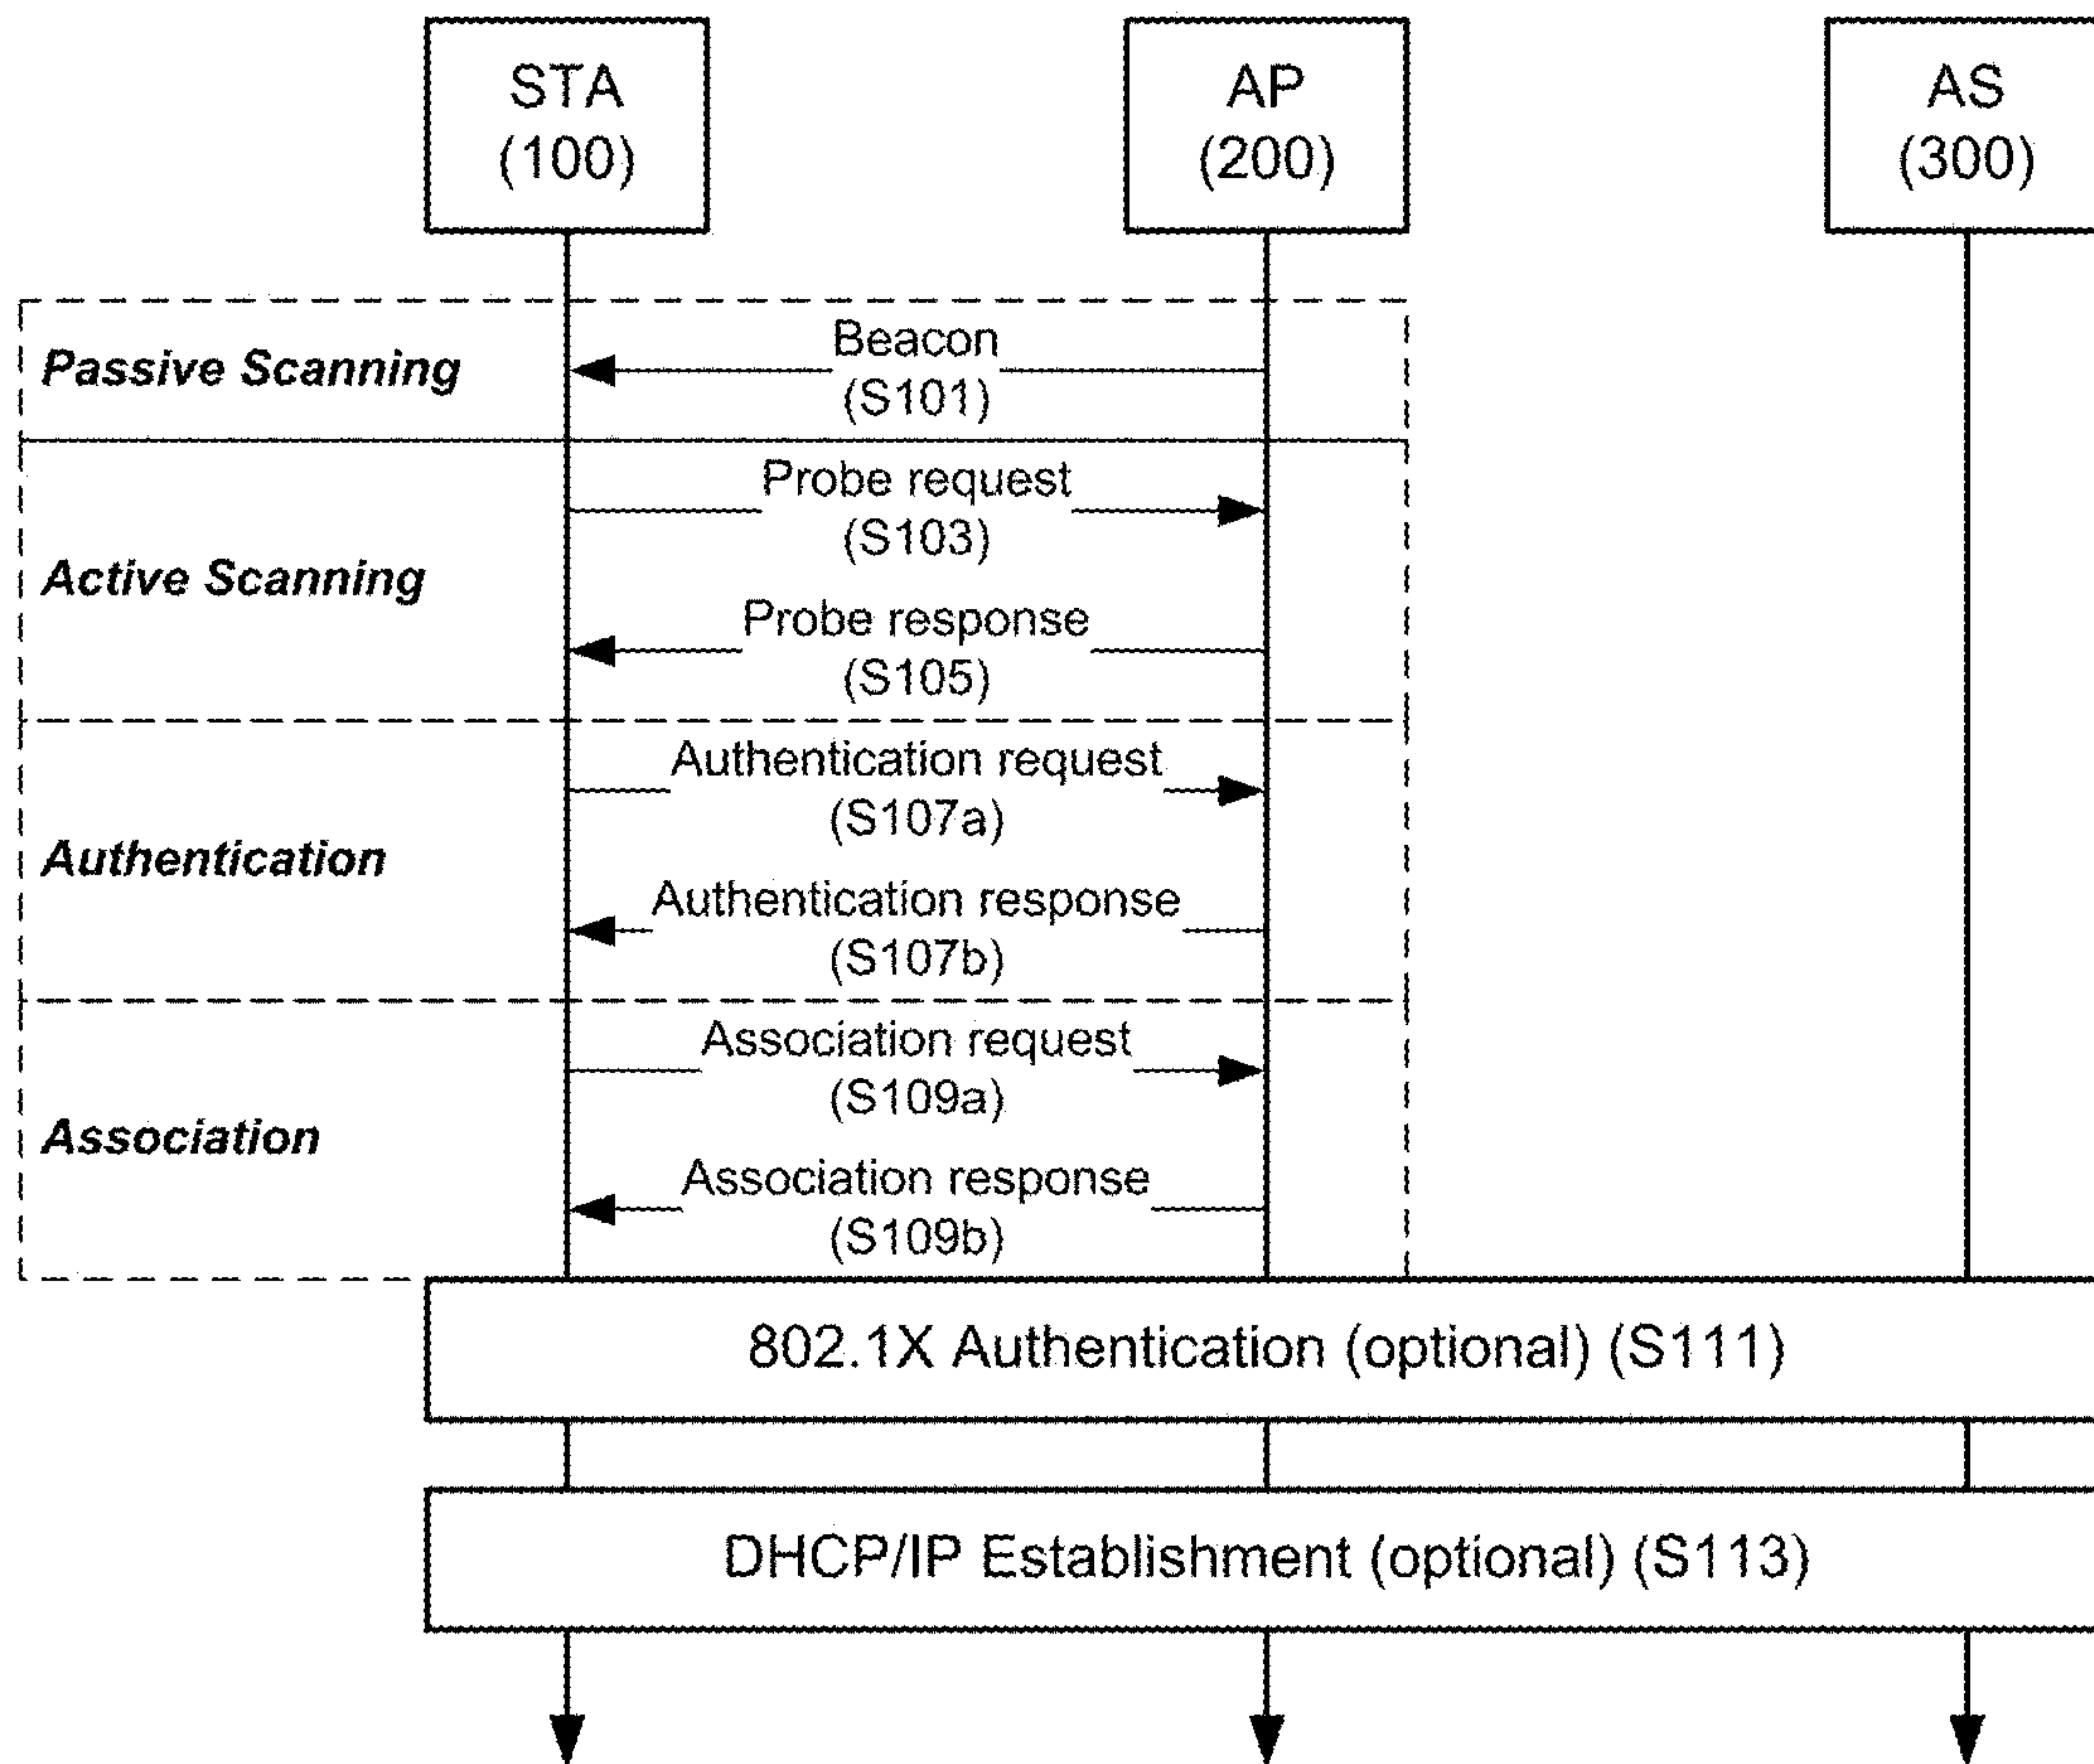 STA
(100)
AP
(200)
AS
(300)
Passive Scanning
Beacon
(S101)
Active Scanning
Probe request
(S103)
Probe response
(S105)
Authentication
Authentication request
(S107a)
Authentication response
(S107b)
Association
Association request
(S109a)
Association response
(S109b)
802.1X Authentication (optional) (S111)
DHCP/IP Establishment (optional) (S113)